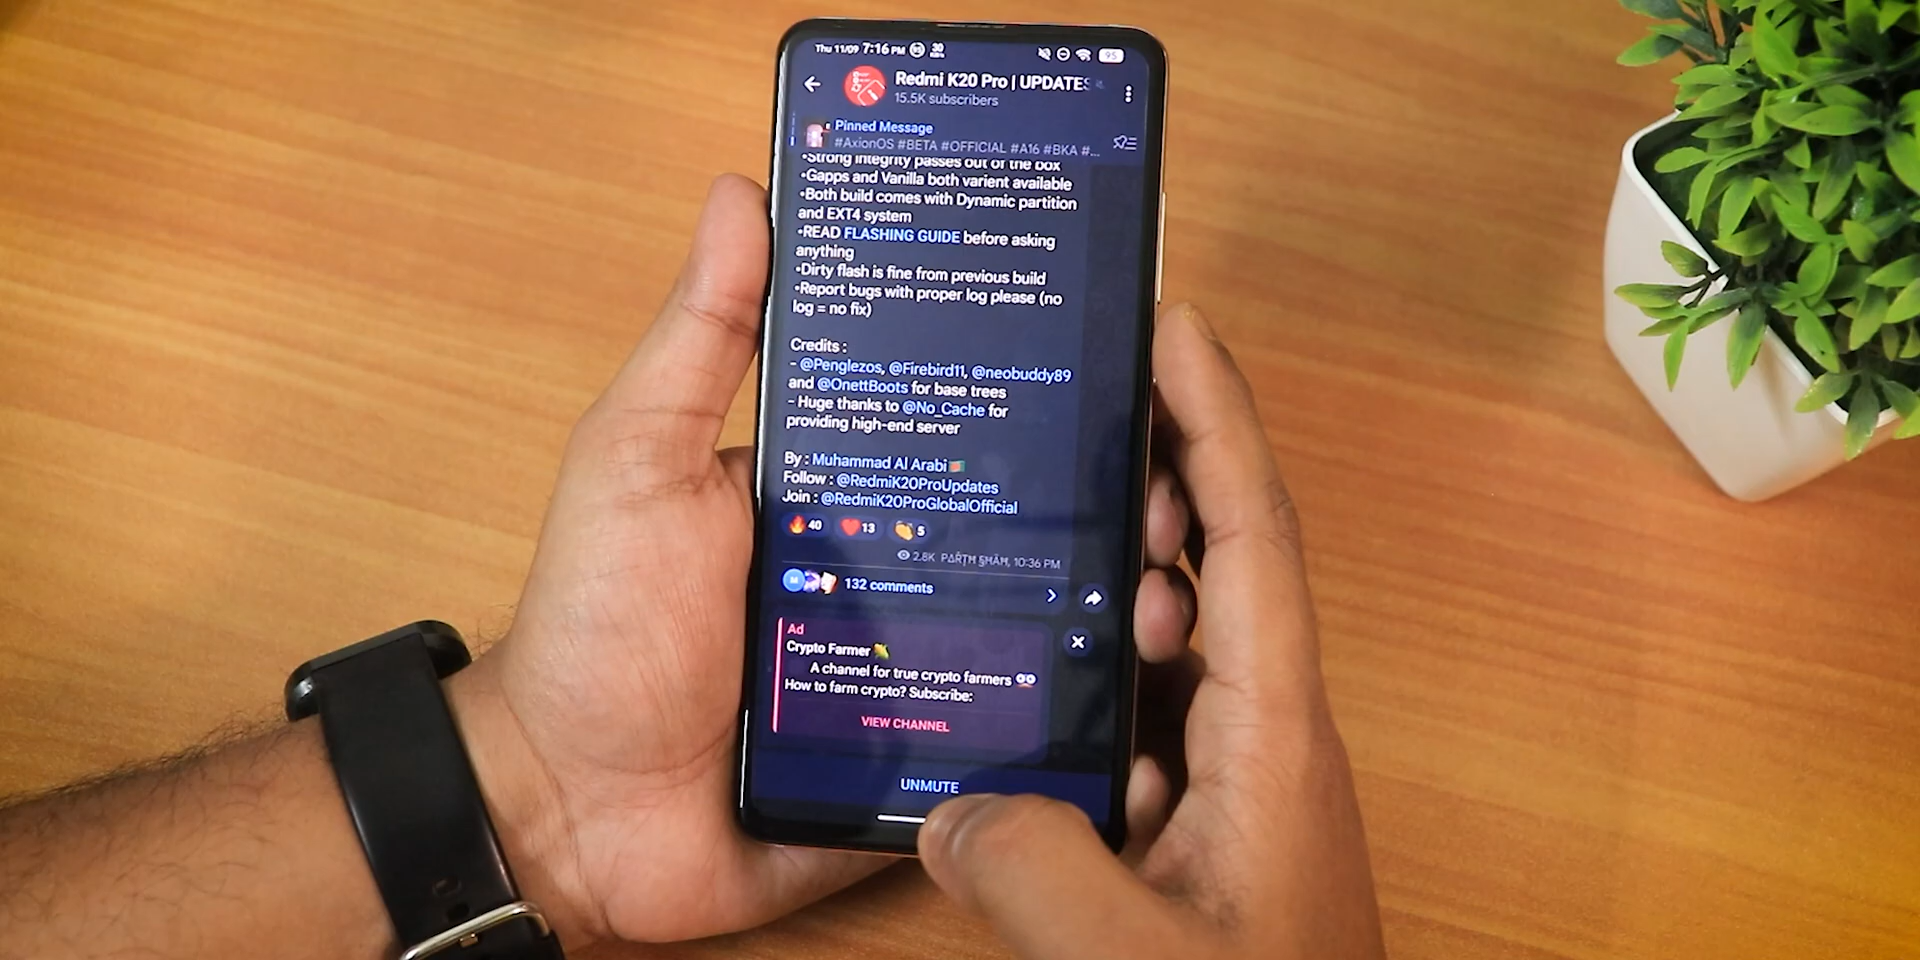 Thu 11/09 7:16 PM 95 30 95
Redmi K20 Pro | UPDATES
15.5K subscribers
Pinned Message
#AxionOS #BETA #OFFICIAL #A16 #BKA #...
•Strong integrity passes out of the box
•Gapps and Vanilla both varient available
•Both build comes with Dynamic partition
and EXT4 system
•READ FLASHING GUIDE before asking
anything
•Dirty flash is fine from previous build
•Report bugs with proper log please (no
log = no fix)
Credits :
- @Penglezos, @Firebird11, @neobuddy89
and @OnettBoots for base trees
- Huge thanks to @No_Cache for
providing high-end server
By : Muhammad Al Arabi
Follow : @RedmiK20ProUpdates
Join : @RedmiK20ProGlobalOfficial
40 13 5
2.8K 10:36 PM
M 132 comments
Ad
Crypto Farmer
A channel for true crypto farmers
How to farm crypto? Subscribe:
VIEW CHANNEL
UNMUTE